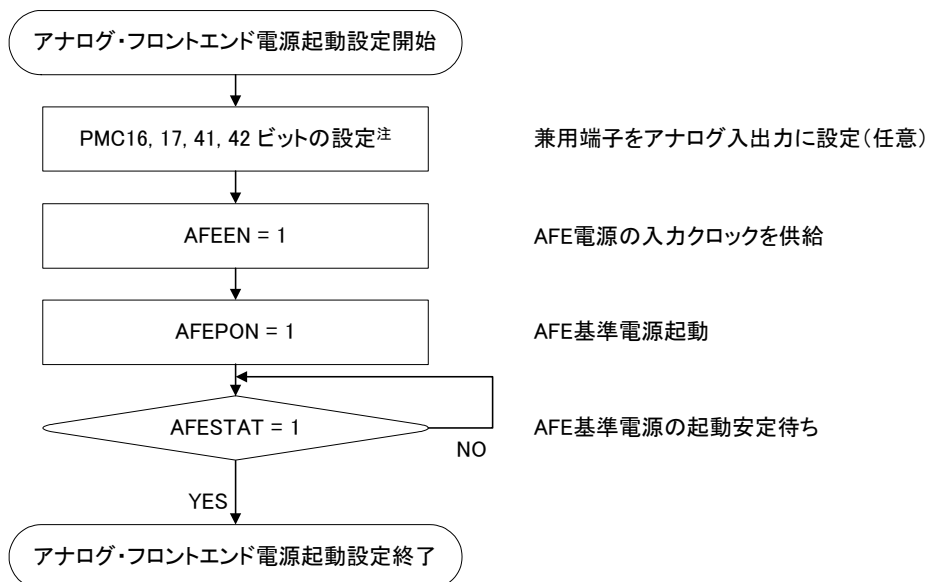 アナログ・フロントエンド電源起動設定開始
PMC16, 17, 41, 42 ビットの設定注
兼用端子をアナログ入出力に設定(任意)
AFEEN = 1
AFE電源の入力クロックを供給
AFEPON = 1
AFE基準電源起動
AFESTAT = 1
AFE基準電源の起動安定待ち
NO
YES
アナログ・フロントエンド電源起動設定終了